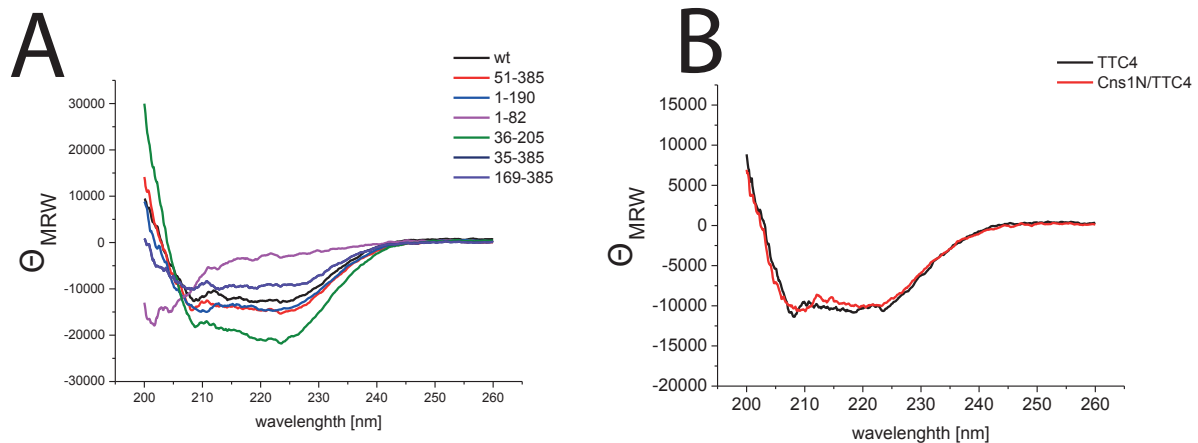 A
wt
51-385
1-190
1-82
36-205
35-385
169-385
30000
20000
10000
0
-10000
-20000
-30000
Θ MRW
200 210 220 230 240 250 260
wavelenghth [nm]
B
TTC4
Cns1N/TTC4
15000
10000
5000
0
-5000
-10000
-15000
-20000
Θ MRW
200 210 220 230 240 250 260
wavelenghth [nm]